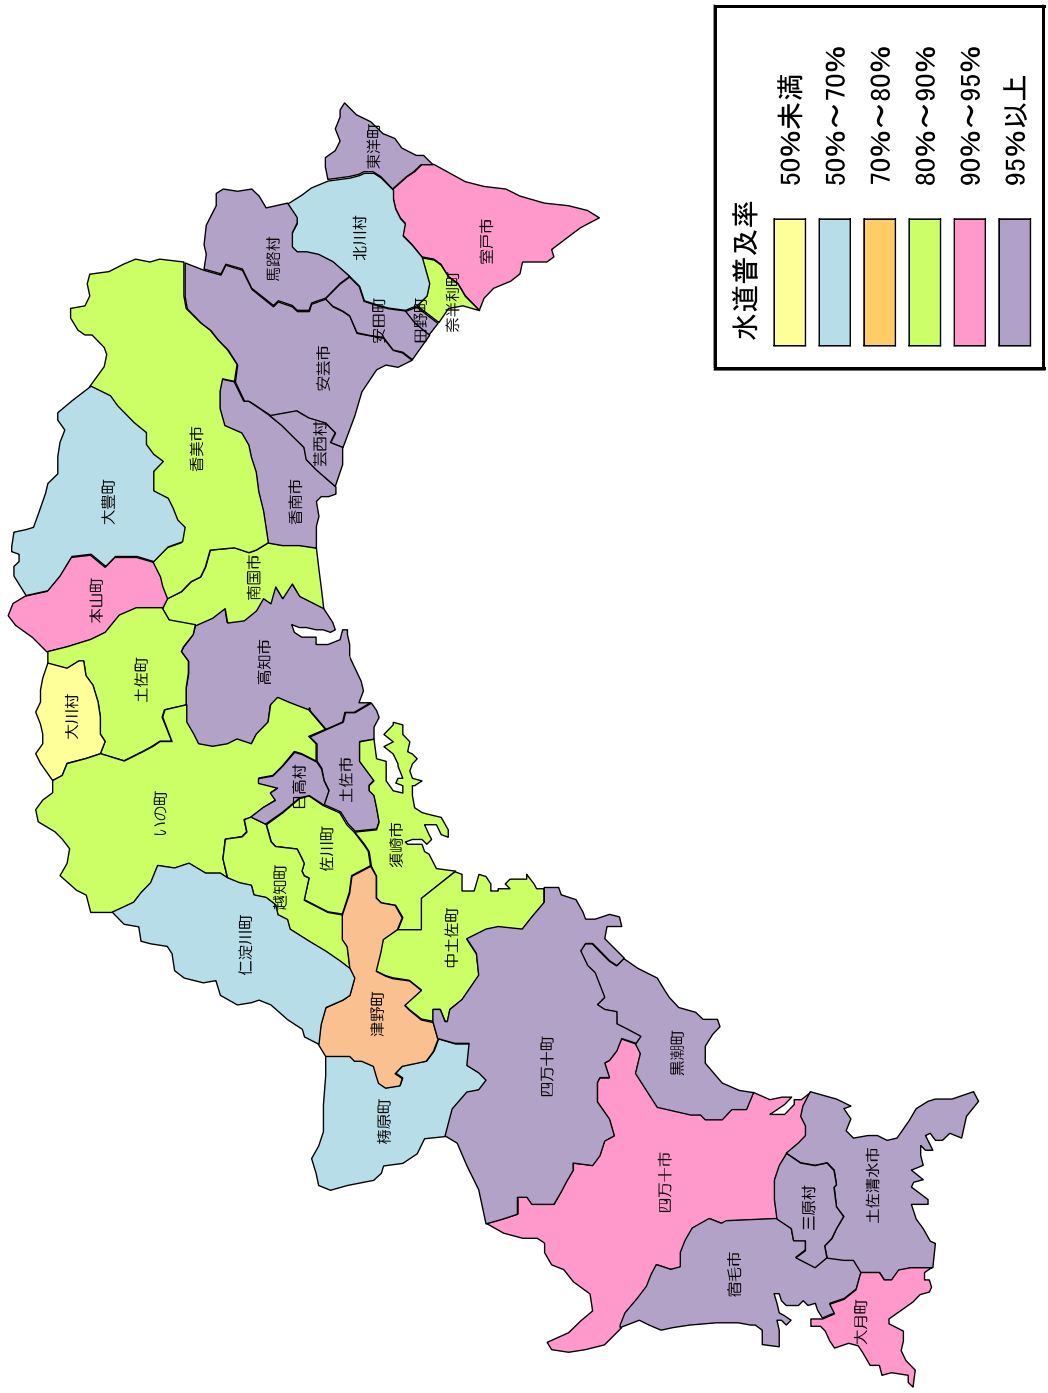 水道普及率
50%未満
50%～70%
70%～80%
80%～90%
90%～95%
95%以上
東洋町
室戸市
北川村
馬路村
奈半利町
田野町
安田町
安芸市
芸西村
香南市
香美市
大豊町
本山町
南国市
土佐町
大川村
高知市
いの町
日高村
土佐市
須崎市
佐川町
越知町
仁淀川町
中土佐町
津野町
梼原町
四万十町
黒潮町
四万十市
三原村
土佐清水市
宿毛市
大月町